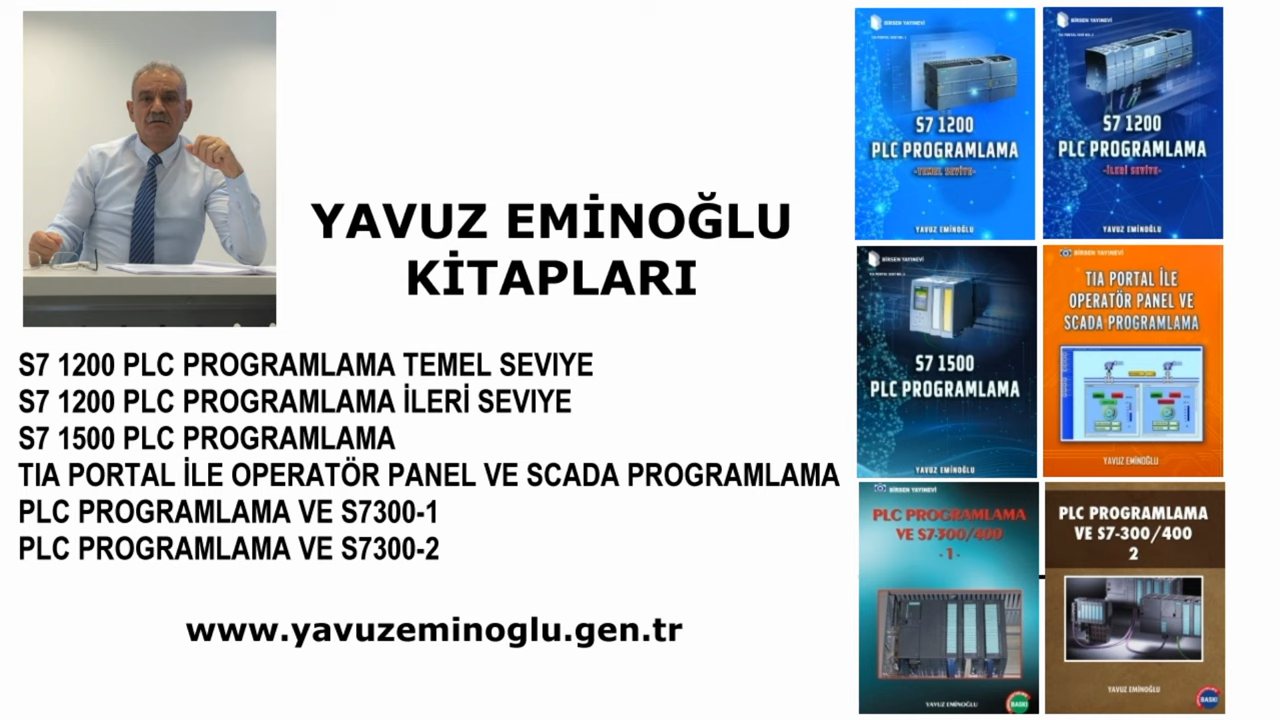 YAVUZ EMİNOĞLU
KİTAPLARI
S7 1200 PLC PROGRAMLAMA TEMEL SEVIYE
S7 1200 PLC PROGRAMLAMA İLERİ SEVIYE
S7 1500 PLC PROGRAMLAMA
TIA PORTAL İLE OPERATÖR PANEL VE SCADA PROGRAMLAMA
PLC PROGRAMLAMA VE S7300-1
PLC PROGRAMLAMA VE S7300-2
www.yavuzeminoglu.gen.tr
BİRSEN YAYINEVİ
S7 1200
PLC PROGRAMLAMA
-TEMEL SEVİYE-
YAVUZ EMİNOĞLU
BİRSEN YAYINEVİ
S7 1200
PLC PROGRAMLAMA
-İLERİ SEVİYE-
YAVUZ EMİNOĞLU
BİRSEN YAYINEVİ
S7 1500
PLC PROGRAMLAMA
YAVUZ EMİNOĞLU
BİRSEN YAYINEVİ
TIA PORTAL İLE
OPERATÖR PANEL VE
SCADA PROGRAMLAMA
YAVUZ EMİNOĞLU
BİRSEN YAYINEVİ
PLC PROGRAMLAMA
VE S7-300/400
-1-
YAVUZ EMİNOĞLU
BASKI
PLC PROGRAMLAMA
VE S7-300/400
2
YAVUZ EMİNOĞLU
BASKI